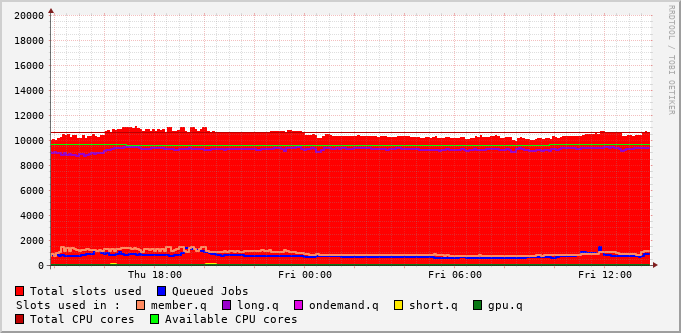 20000
18000
16000
14000
12000
10000
8000
6000
4000
2000
0
Thu 18:00 Fri 00:00 Fri 06:00 Fri 12:00
RRDTOOL / TOBI OETIKER
Total slots used Queued Jobs
Slots used in : member.q long.q ondemand.q short.q gpu.q
Total CPU cores Available CPU cores